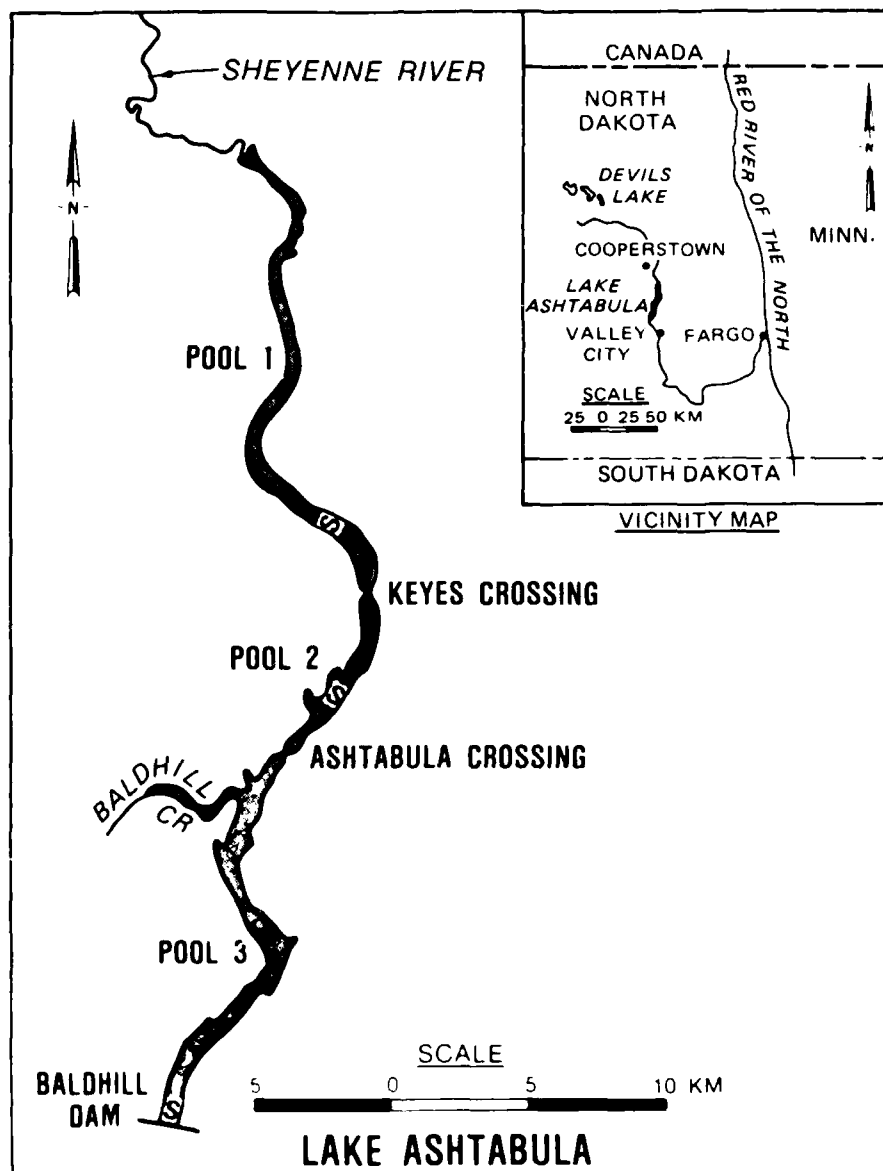 SHEYENNE RIVER
N
POOL 1
S
KEYES CROSSING
POOL 2
S
ASHTABULA CROSSING
BALDHILL
CR
POOL 3
BALDHILL
DAM
S
SCALE
5 0 5 10 KM
LAKE ASHTABULA
CANADA
NORTH
DAKOTA
RED RIVER OF THE NORTH
N
DEVILS
LAKE
MINN.
COOPERSTOWN
LAKE
ASHTABULA
VALLEY
CITY
FARGO
SCALE
25 0 25 50 KM
SOUTH DAKOTA
VICINITY MAP